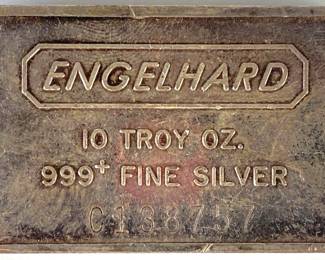 ENGELHARD
10 TROY OZ.
999+ FINE SILVER
C138757